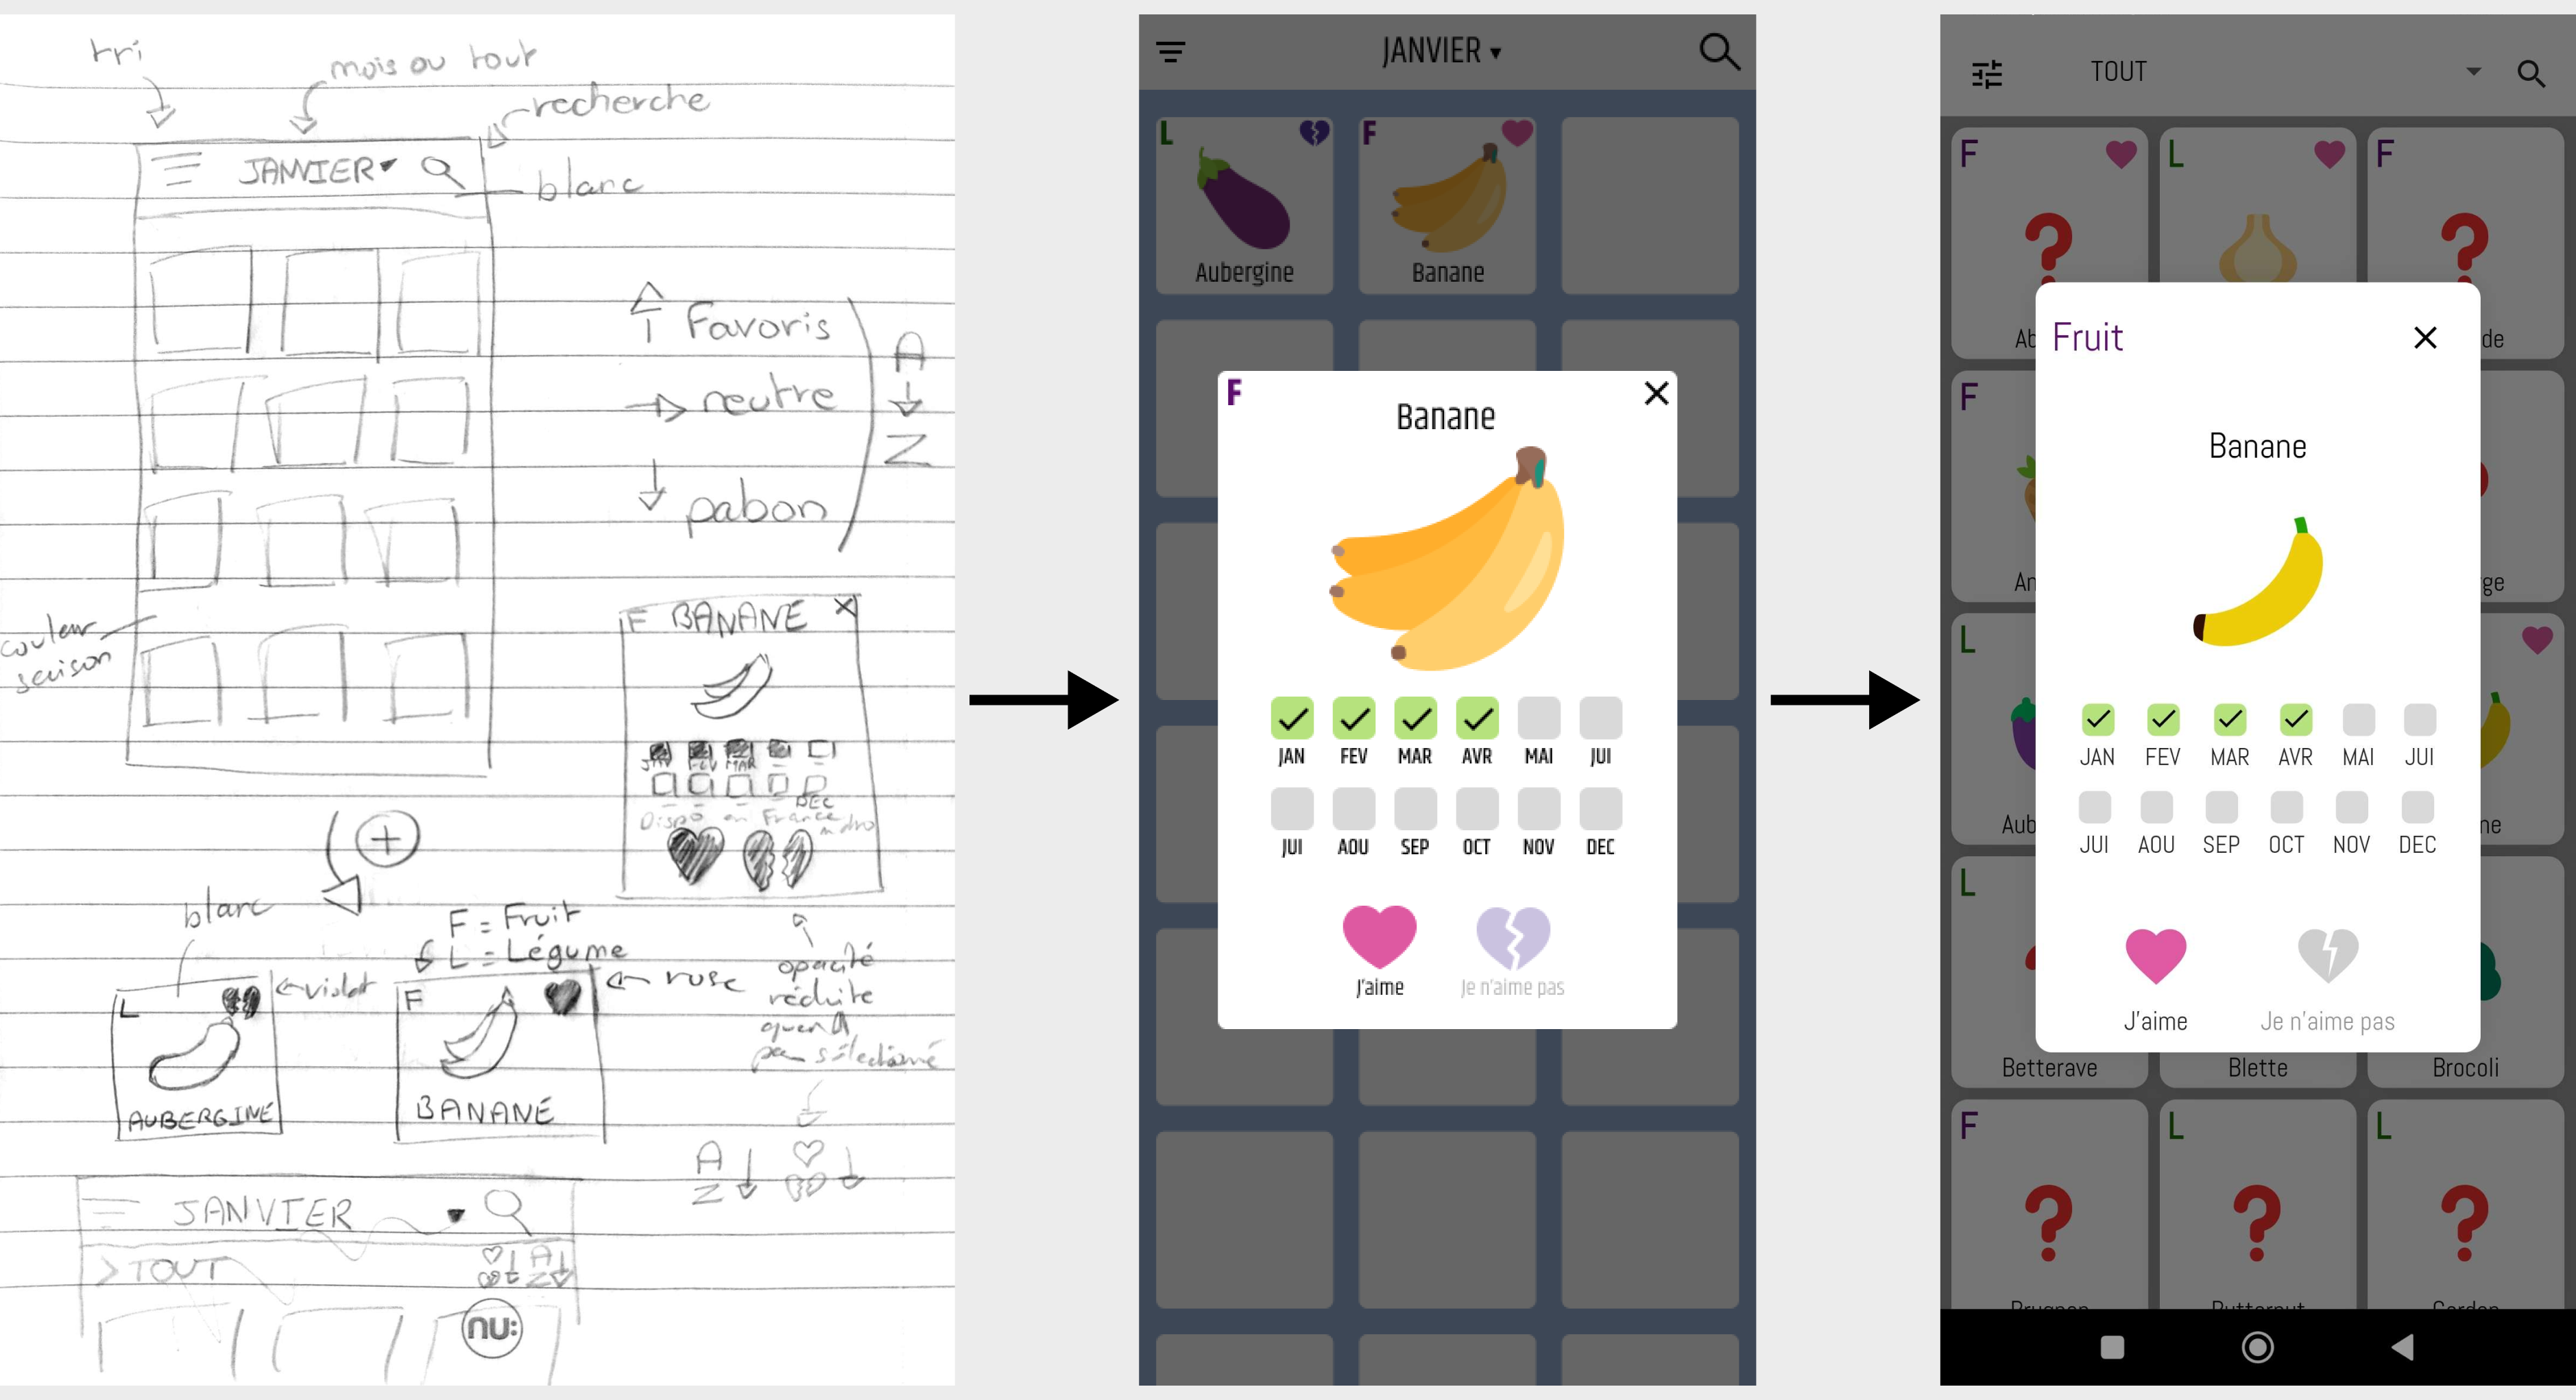 tri
mois ou tout
recherche
JANVIER
blanc
Favoris
neutre
pabon
A
Z
couleur
saison
F BANANE X
JAN FEV MAR
DEC
Dispo en France
blanc
F = Fruit
L = Légume
violet
rose
L
AUBERGINE
F
BANANE
opacité
réduite
quand
pas sélectionné
A
Z
JANVIER
> TOUT
A
Z
nu:
JANVIER
L
Aubergine
F
Banane
F
Banane
JAN FEV MAR AVR MAI JUI
JUI AOU SEP OCT NOV DEC
J'aime
Je n'aime pas
TOUT
F
L
F
Ab
de
Fruit
Banane
F
An
ge
L
Aub
ne
JAN FEV MAR AVR MAI JUI
JUI AOU SEP OCT NOV DEC
J'aime
Je n'aime pas
L
Betterave
Blette
Brocoli
F
L
L